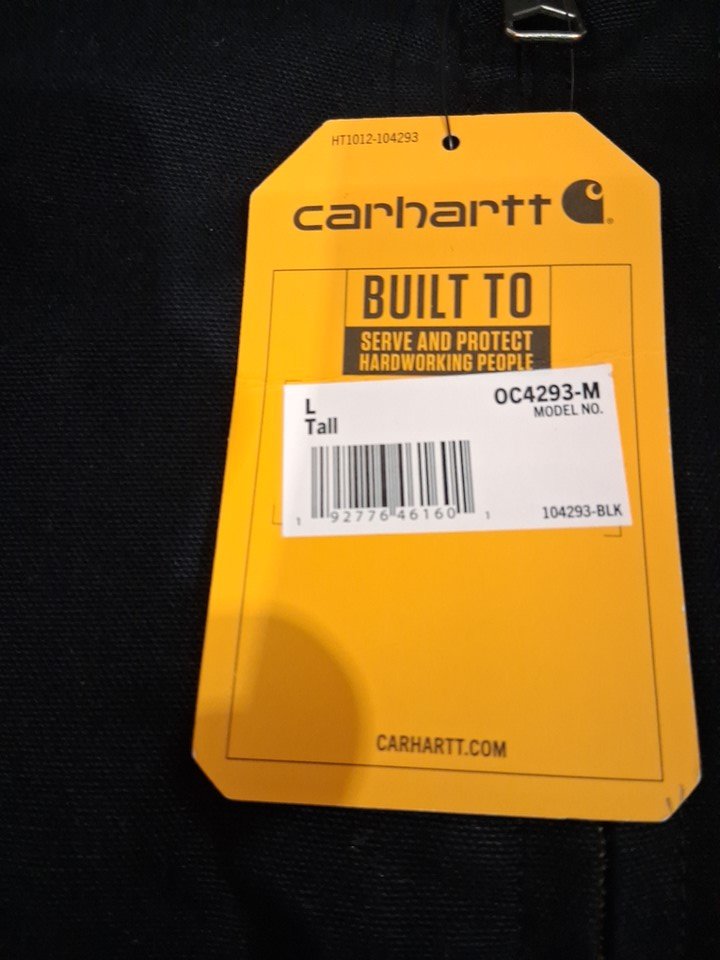 HT1012-104293
carhartt
BUILT TO
SERVE AND PROTECT
HARDWORKING PEOPLE
L
Tall
OC4293-M
MODEL NO.
1 92776 46160 1
104293-BLK
CARHARTT.COM